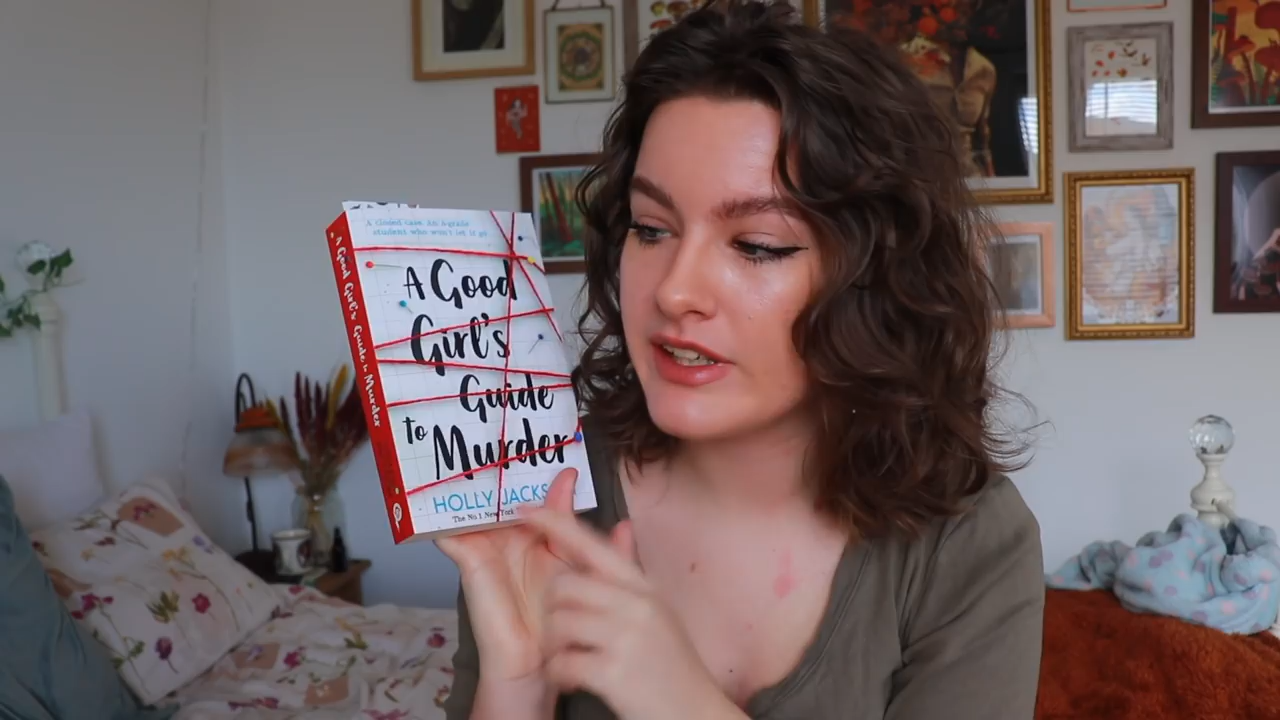 A closed case. An A-grade
student who won't let it go.
A Good
Girl's
Guide
to
Murder
HOLLY JACKS
The No.1 New York
A Good Girl's Guide to Murder